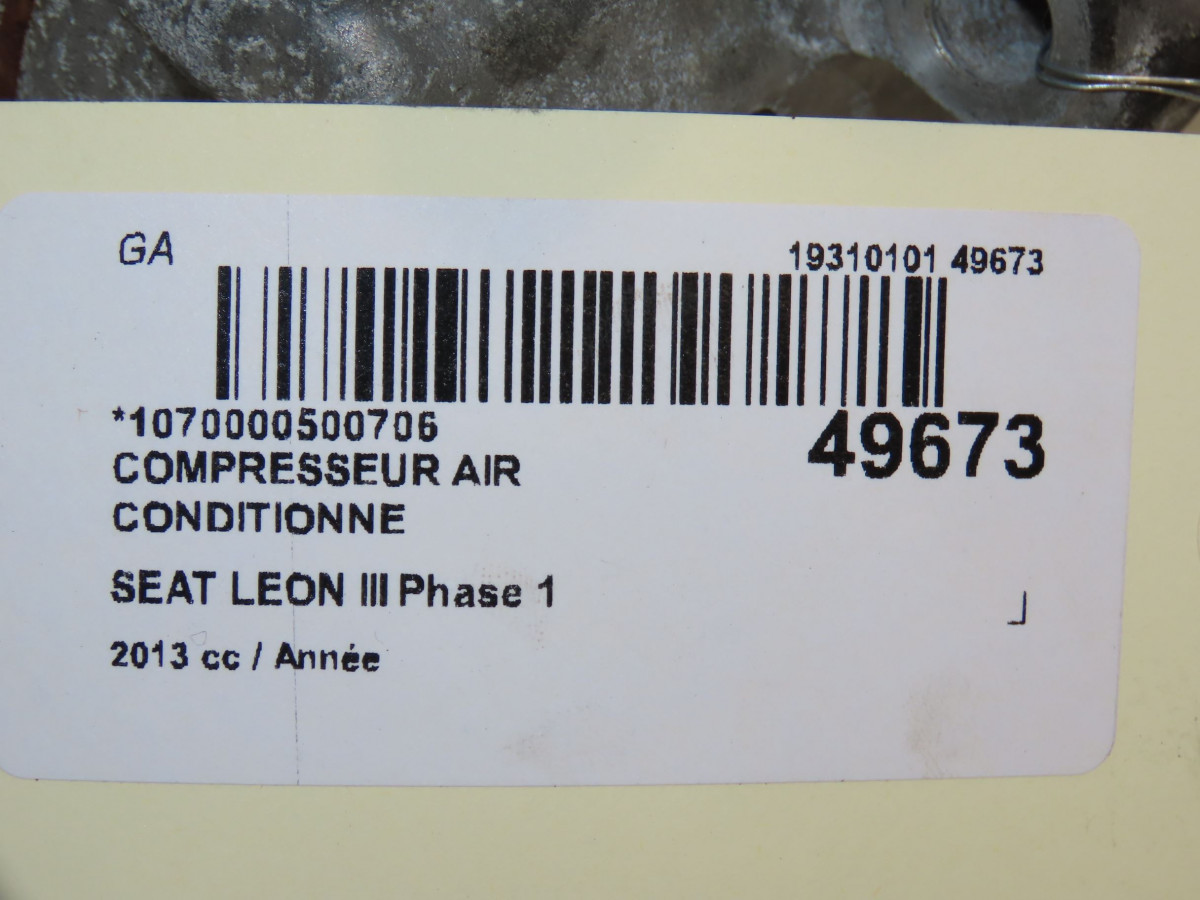 GA
19310101 49673
*1070000500706
49673
COMPRESSEUR AIR
CONDITIONNE
SEAT LEON III Phase 1
2013 cc / Année